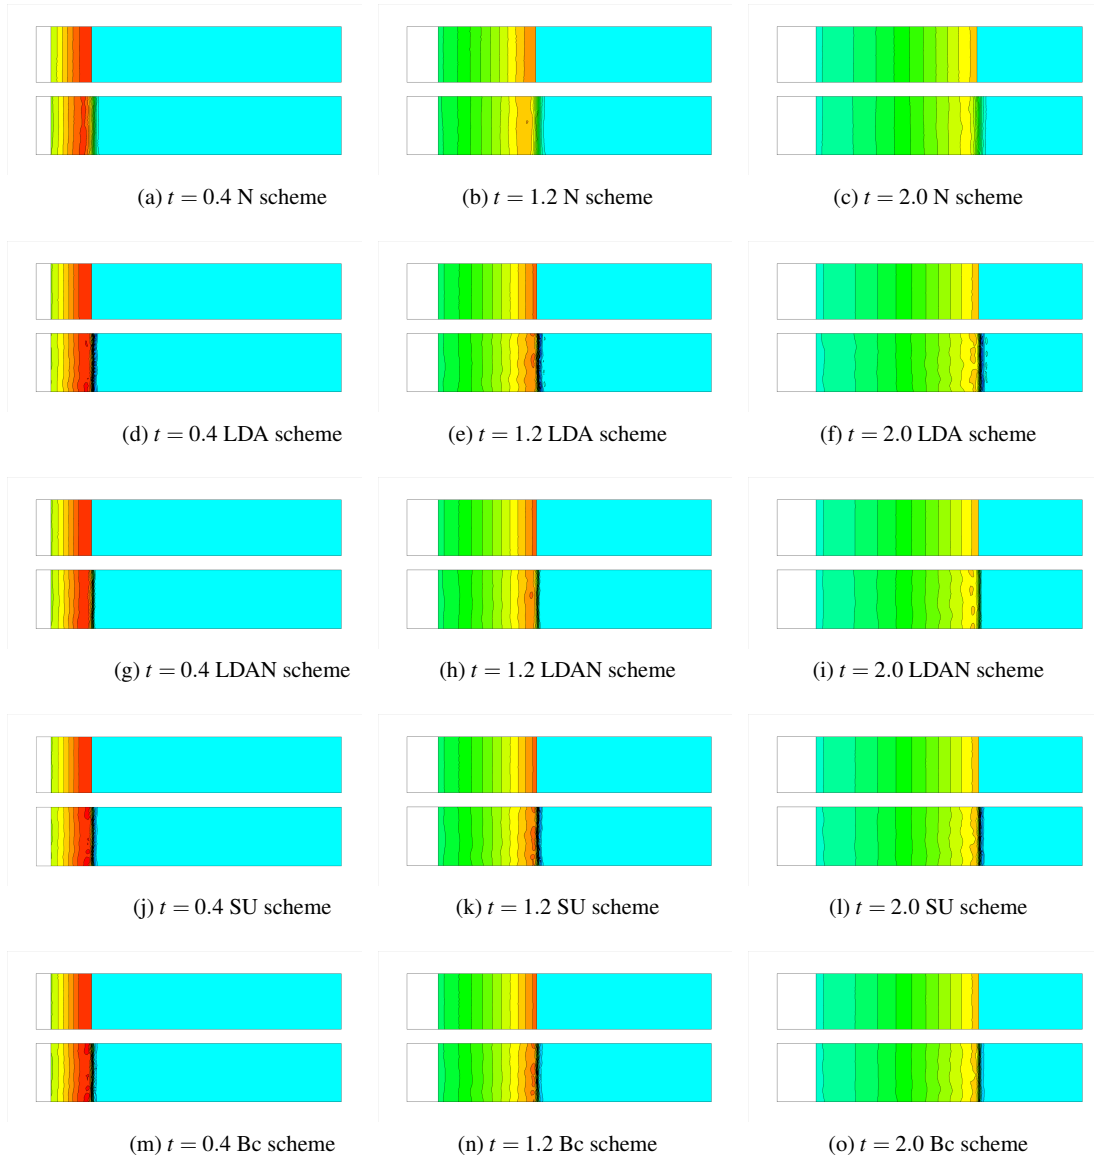 (a) t = 0.4 N scheme
(b) t = 1.2 N scheme
(c) t = 2.0 N scheme
(d) t = 0.4 LDA scheme
(e) t = 1.2 LDA scheme
(f) t = 2.0 LDA scheme
(g) t = 0.4 LDAN scheme
(h) t = 1.2 LDAN scheme
(i) t = 2.0 LDAN scheme
(j) t = 0.4 SU scheme
(k) t = 1.2 SU scheme
(l) t = 2.0 SU scheme
(m) t = 0.4 Bc scheme
(n) t = 1.2 Bc scheme
(o) t = 2.0 Bc scheme